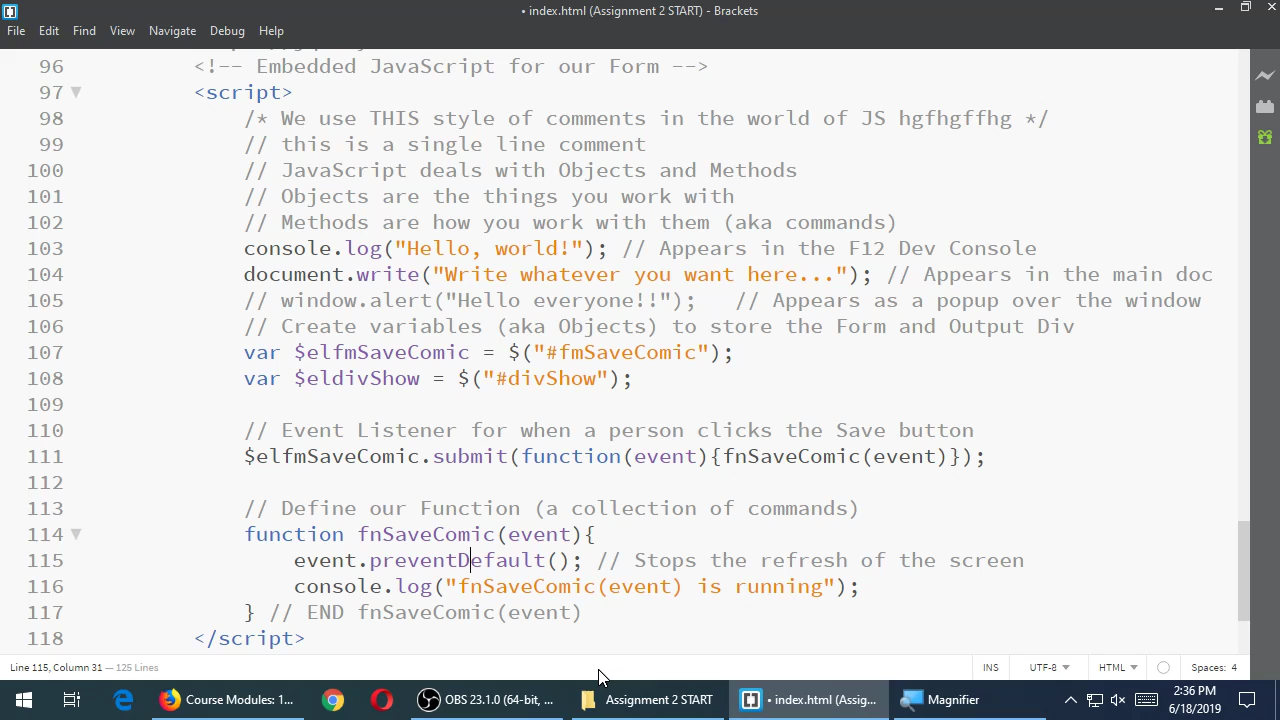 • index.html (Assignment 2 START) - Brackets
File Edit Find View Navigate Debug Help
96 <!-- Embedded JavaScript for our Form -->
97 <script>
98 /* We use THIS style of comments in the world of JS hgfhgffhg */
99 // this is a single line comment
100 // JavaScript deals with Objects and Methods
101 // Objects are the things you work with
102 // Methods are how you work with them (aka commands)
103 console.log("Hello, world!"); // Appears in the F12 Dev Console
104 document.write("Write whatever you want here..."); // Appears in the main doc
105 // window.alert("Hello everyone!!"); // Appears as a popup over the window
106 // Create variables (aka Objects) to store the Form and Output Div
107 var $elfmSaveComic = $("#fmSaveComic");
108 var $eldivShow = $("#divShow");
109
110 // Event Listener for when a person clicks the Save button
111 $elfmSaveComic.submit(function(event){fnSaveComic(event)});
112
113 // Define our Function (a collection of commands)
114 function fnSaveComic(event){
115 event.preventDefault(); // Stops the refresh of the screen
116 console.log("fnSaveComic(event) is running");
117 } // END fnSaveComic(event)
118 </script>
Line 115, Column 31 — 125 Lines INS UTF-8 HTML Spaces: 4
Course Modules: 1... OBS 23.1.0 (64-bit, ... Assignment 2 START • index.html (Assig... Magnifier 2:36 PM
6/18/2019